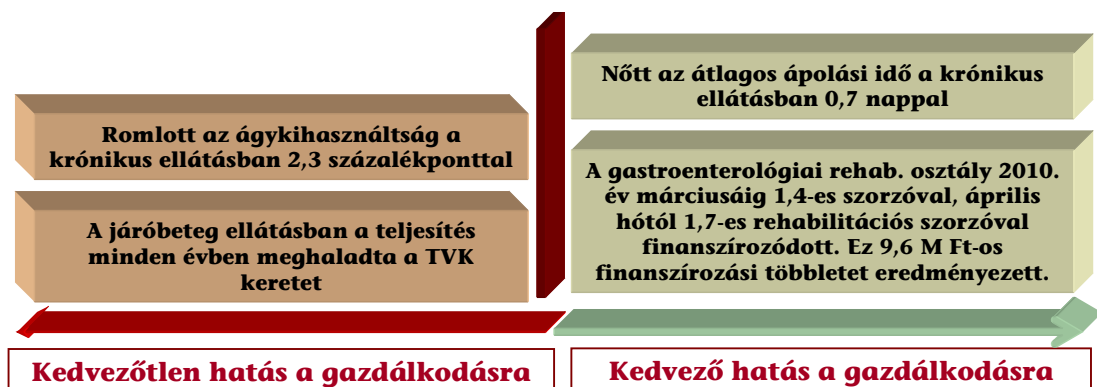 Romlott az ágykihasználtság a
krónikus ellátásban 2,3 százalékponttal
A járóbeteg ellátásban a teljesítés
minden évben meghaladta a TVK
keretet
Kedvezőtlen hatás a gazdálkodásra
Nőtt az átlagos ápolási idő a krónikus
ellátásban 0,7 nappal
A gastroenterológiai rehab. osztály 2010.
év márciusáig 1,4-es szorzóval, április
hótól 1,7-es rehabilitációs szorzóval
finanszírozódott. Ez 9,6 M Ft-os
finanszírozási többletet eredményezett.
Kedvező hatás a gazdálkodásra